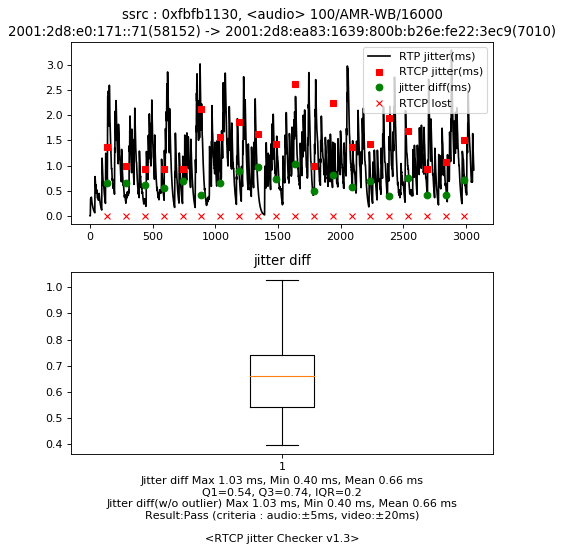 ssrc : 0xfbfb1130, <audio> 100/AMR-WB/16000
2001:2d8:e0:171::71(58152) -> 2001:2d8:ea83:1639:800b:b26e:fe22:3ec9(7010)
RTP jitter(ms)
RTCP jitter(ms)
jitter diff(ms)
RTCP lost
3.0
2.5
2.0
1.5
1.0
0.5
0.0
0 500 1000 1500 2000 2500 3000
jitter diff
1.0
0.9
0.8
0.7
0.6
0.5
0.4
1
Jitter diff Max 1.03 ms, Min 0.40 ms, Mean 0.66 ms
Q1=0.54, Q3=0.74, IQR=0.2
Jitter diff(w/o outlier) Max 1.03 ms, Min 0.40 ms, Mean 0.66 ms
Result:Pass (criteria : audio:±5ms, video:±20ms)
<RTCP jitter Checker v1.3>